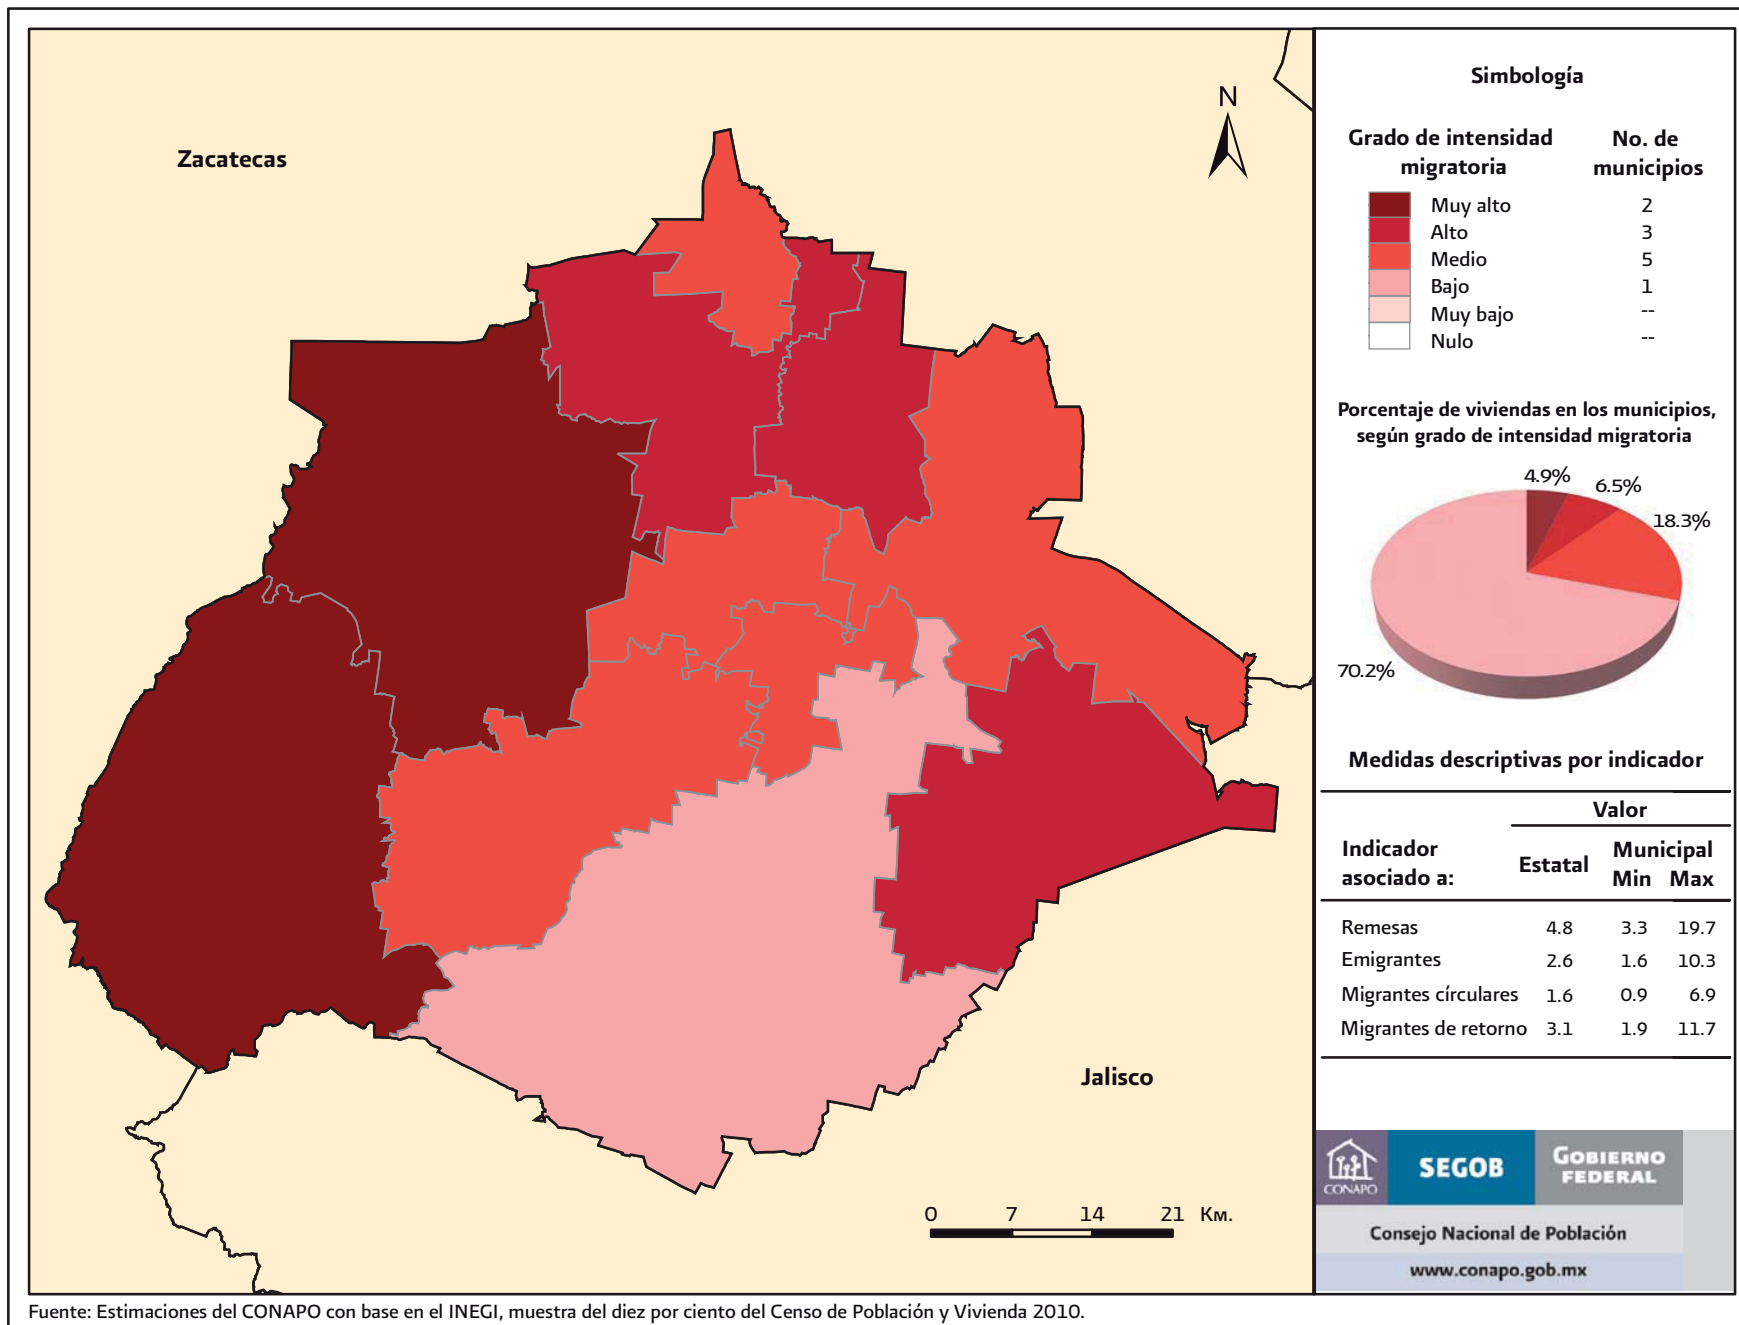 Zacatecas
N
Jalisco
0 7 14 21 Km.
Simbología
Grado de intensidad
migratoria
No. de
municipios
Muy alto 2
Alto 3
Medio 5
Bajo 1
Muy bajo --
Nulo --
Porcentaje de viviendas en los municipios,
según grado de intensidad migratoria
4.9%
6.5%
18.3%
70.2%
Medidas descriptivas por indicador
Valor
Indicador
asociado a:
Estatal
Municipal
Min Max
Remesas 4.8 3.3 19.7
Emigrantes 2.6 1.6 10.3
Migrantes círculares 1.6 0.9 6.9
Migrantes de retorno 3.1 1.9 11.7
CONAPO
SEGOB
GOBIERNO
FEDERAL
Consejo Nacional de Población
www.conapo.gob.mx
Fuente: Estimaciones del CONAPO con base en el INEGI, muestra del diez por ciento del Censo de Población y Vivienda 2010.